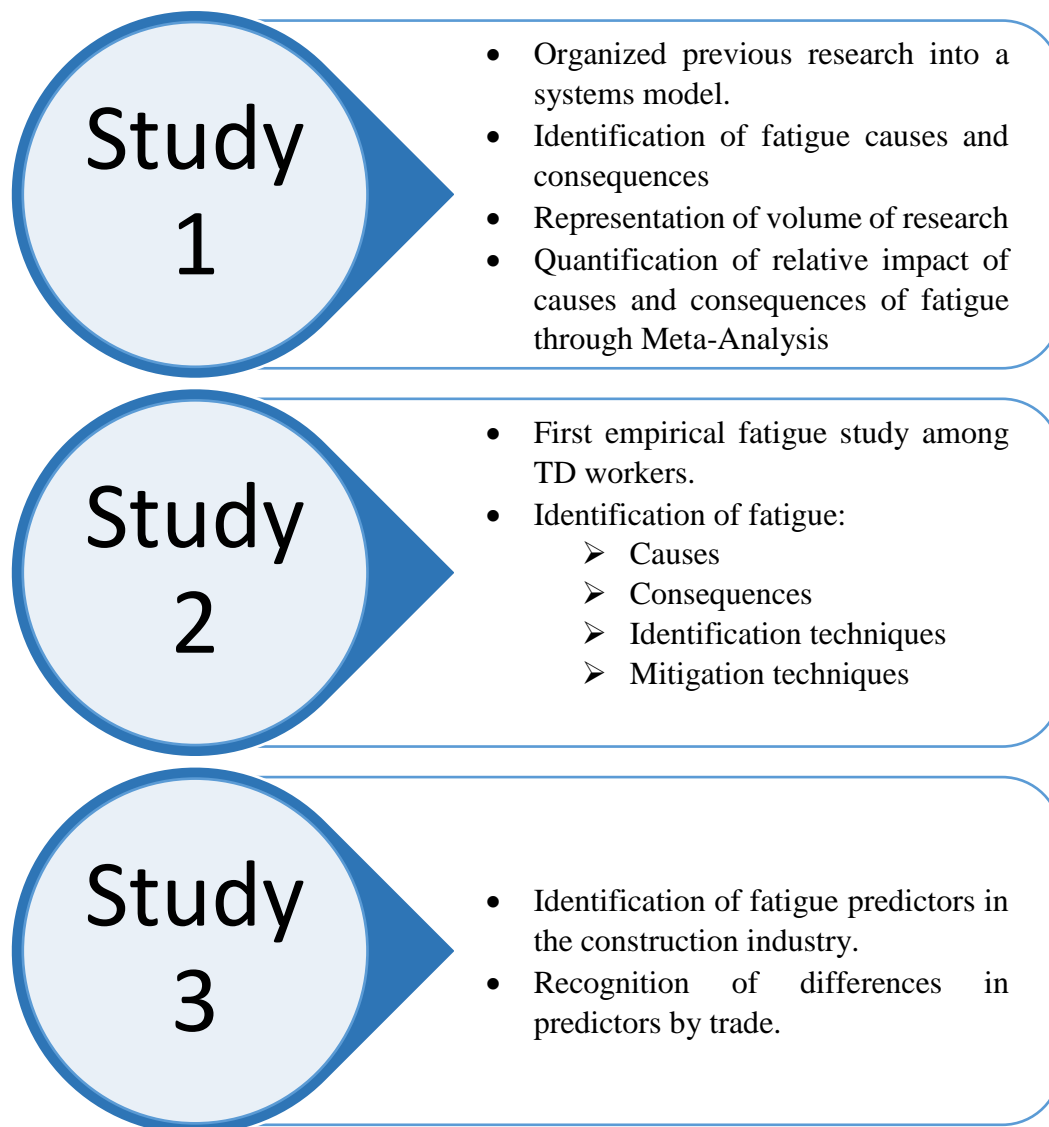 Study
1
• Organized previous research into a
systems model.
• Identification of fatigue causes and
consequences
• Representation of volume of research
• Quantification of relative impact of
causes and consequences of fatigue
through Meta-Analysis
Study
2
• First empirical fatigue study among
TD workers.
• Identification of fatigue:
➢ Causes
➢ Consequences
➢ Identification techniques
➢ Mitigation techniques
Study
3
• Identification of fatigue predictors in
the construction industry.
• Recognition of differences in
predictors by trade.